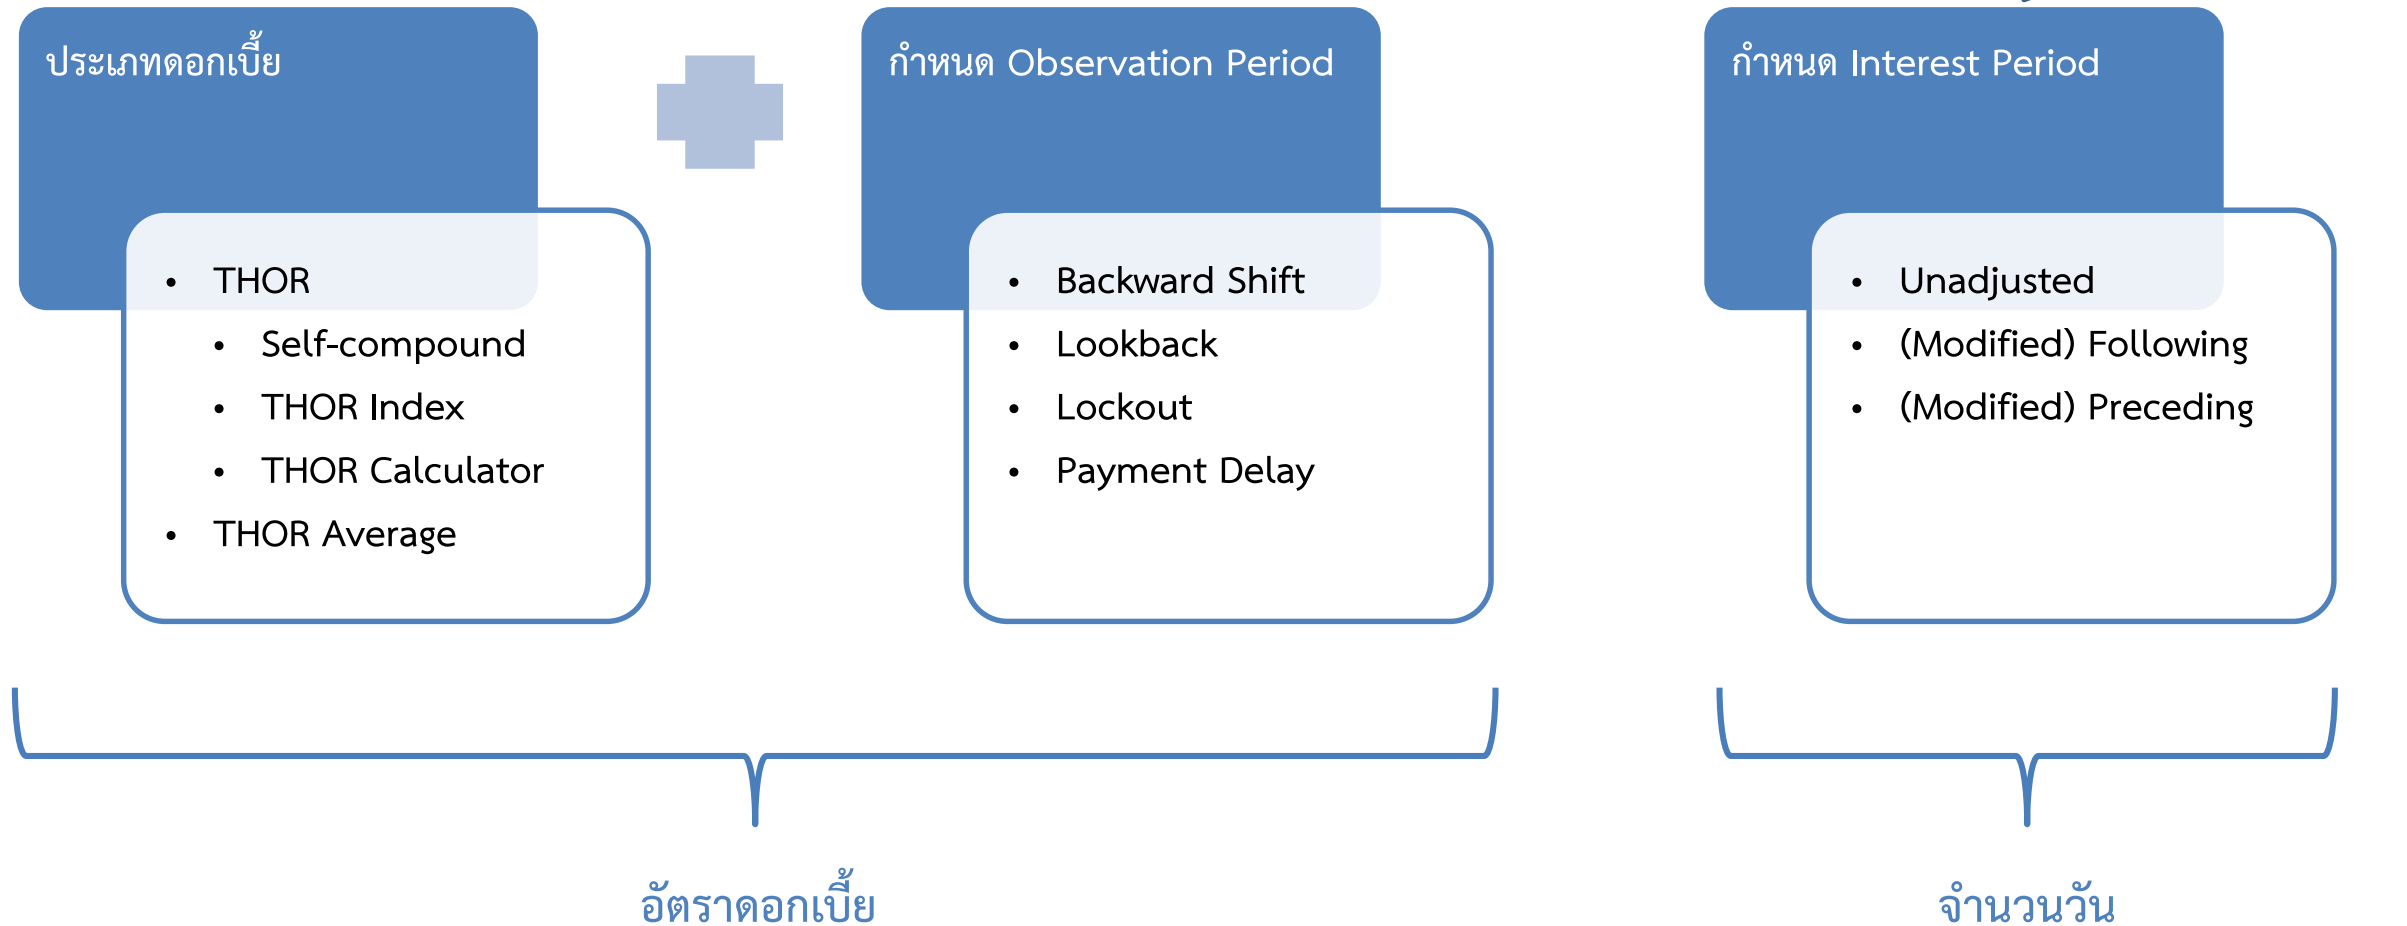 ประเภทดอกเบี้ย
• THOR
• Self-compound
• THOR Index
• THOR Calculator
• THOR Average
กำหนด Observation Period
• Backward Shift
• Lookback
• Lockout
• Payment Delay
กำหนด Interest Period
• Unadjusted
• (Modified) Following
• (Modified) Preceding
อัตราดอกเบี้ย
จำนวนวัน